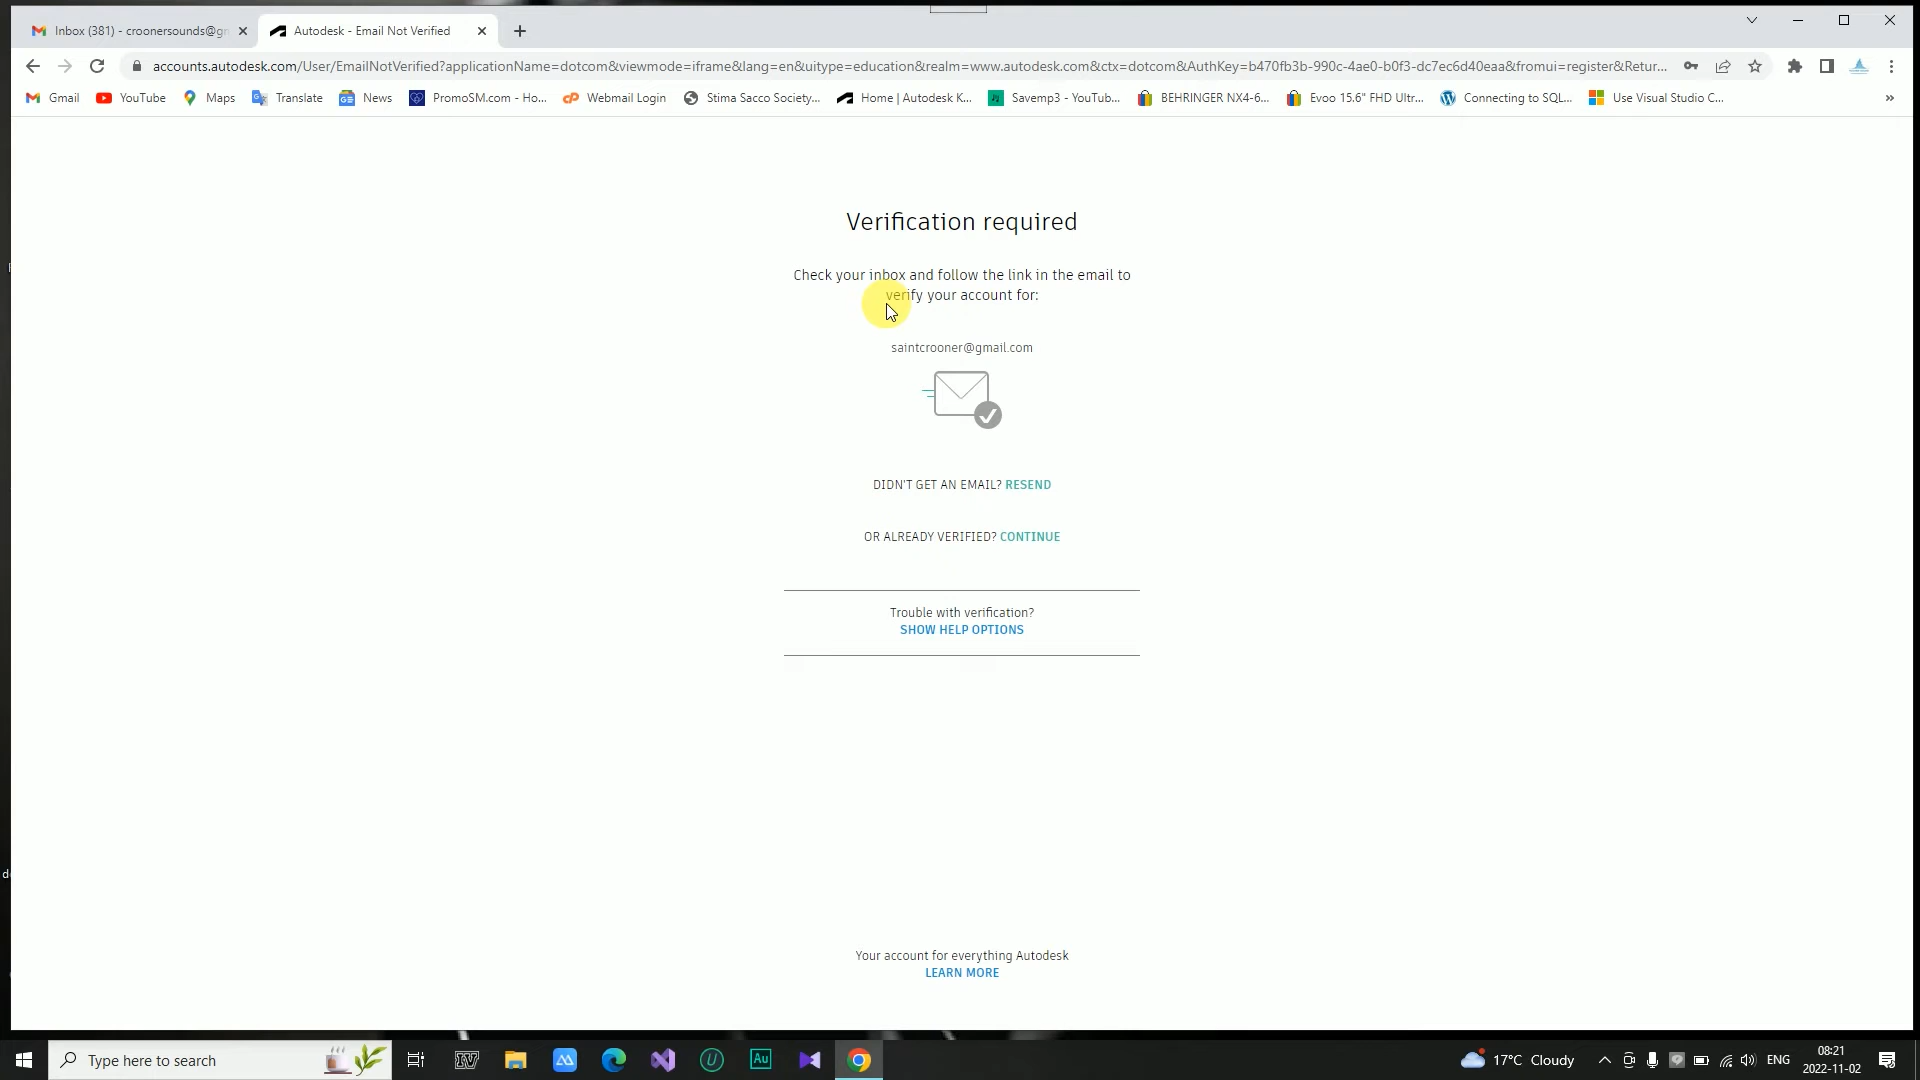 Inbox (381) - croonersounds@gm
Autodesk - Email Not Verified
accounts.autodesk.com/User/EmailNotVerified?applicationName=dotcom&viewmode=iframe&lang=en&uitype=education&realm=www.autodesk.com&ctx=dotcom&AuthKey=b470fb3b-990c-4ae0-b0f3-dc7ec6d40eaa&fromui=register&Retur...
Gmail
YouTube
Maps
Translate
News
PromoSM.com - Ho...
Webmail Login
Stima Sacco Society...
Home | Autodesk K...
Savemp3 - YouTub...
BEHRINGER NX4-6...
Evoo 15.6" FHD Ultr...
Connecting to SQL...
Use Visual Studio C...
Verification required
Check your inbox and follow the link in the email to
verify your account for:
saintcrooner@gmail.com
DIDN'T GET AN EMAIL? RESEND
OR ALREADY VERIFIED? CONTINUE
Trouble with verification?
SHOW HELP OPTIONS
Your account for everything Autodesk
LEARN MORE
Type here to search
Au
17°C Cloudy
ENG
08:21
2022-11-02